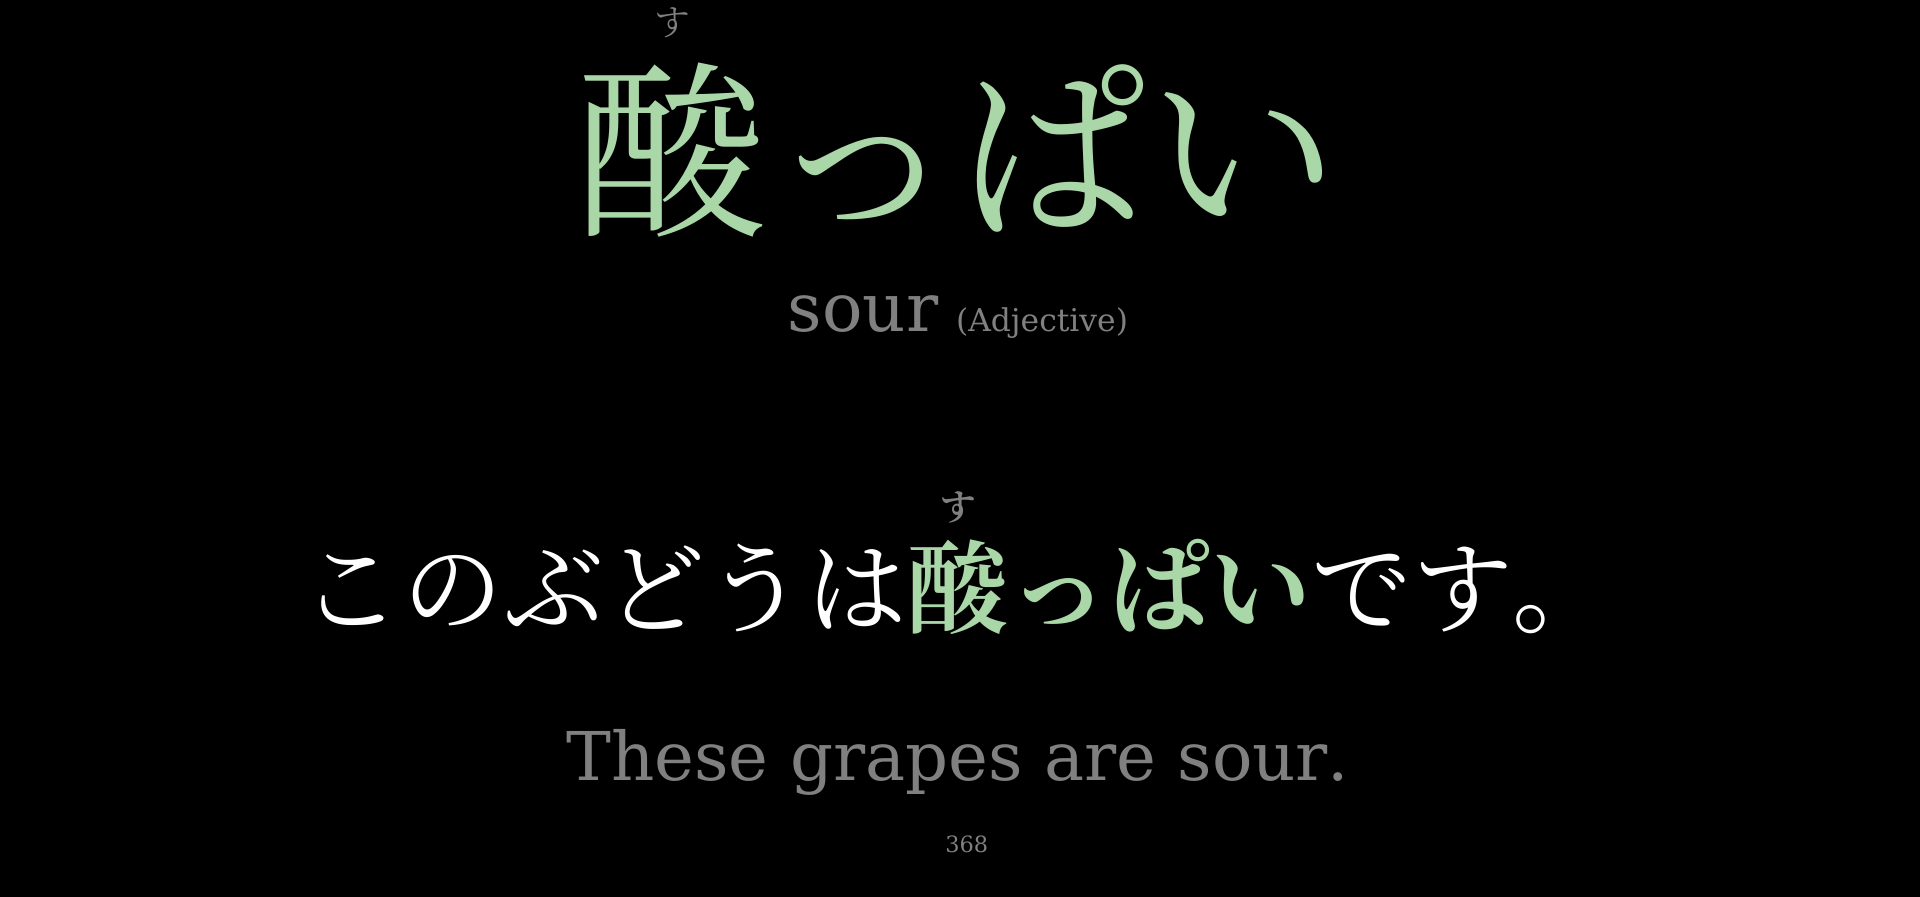 す
酸っぱい
sour (Adjective)
す
このぶどうは酸っぱいです。
These grapes are sour.
368